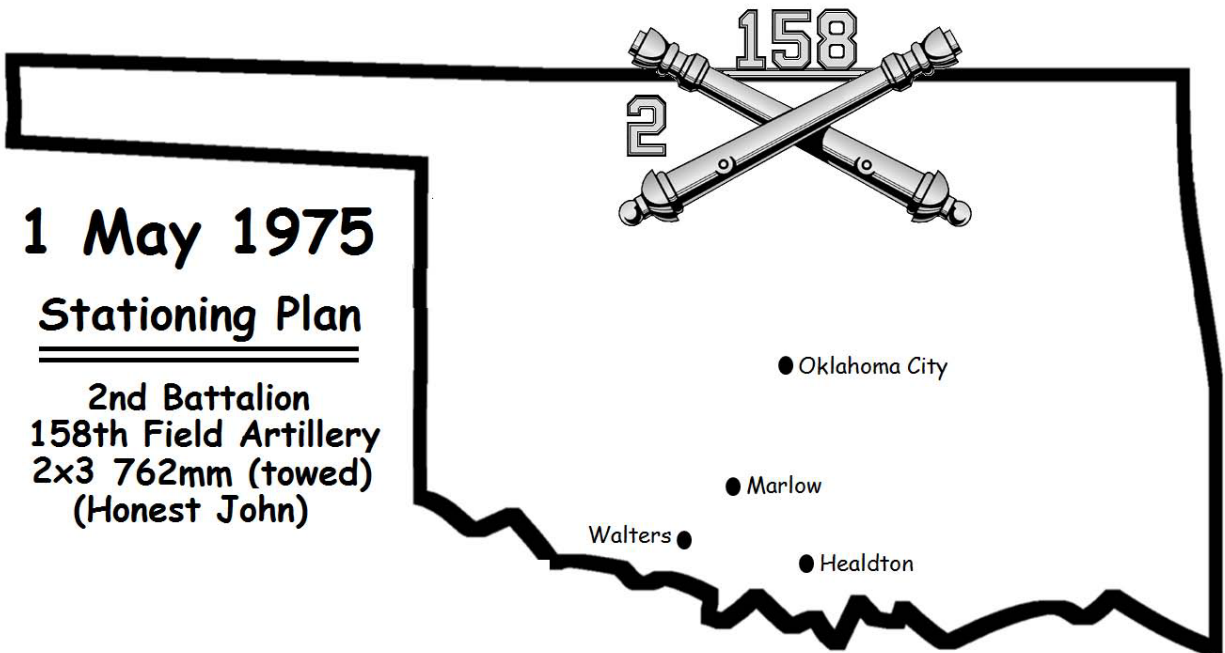 158
2
1 May 1975
Stationing Plan
2nd Battalion
158th Field Artillery
2x3 762mm (towed)
(Honest John)
Oklahoma City
Marlow
Walters
Healdton